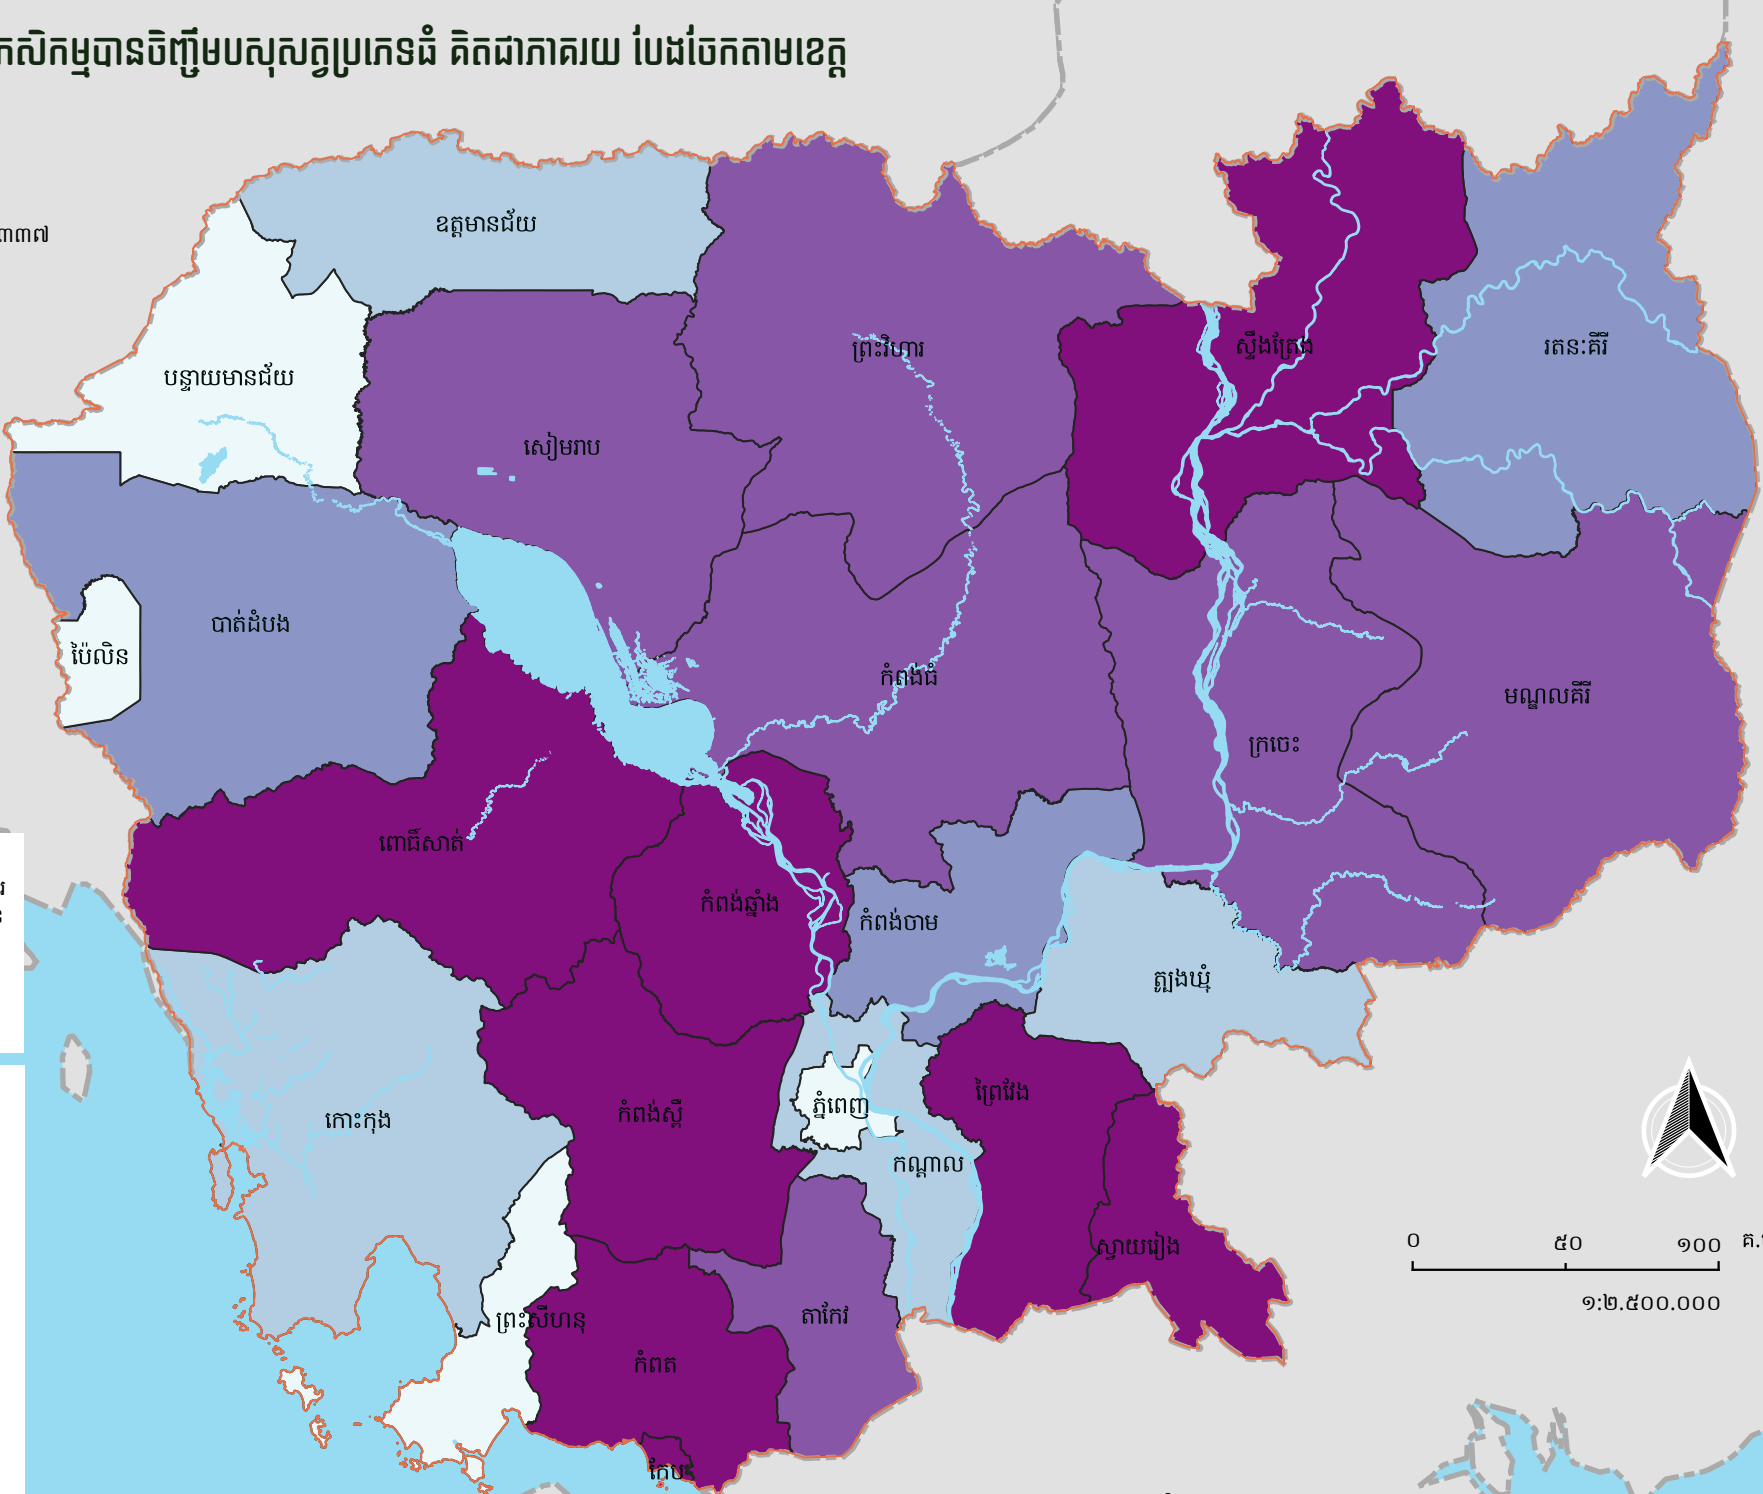 កសិកម្មបានចិញ្ចឹមបសុសត្វប្រភេទធំ គិតជាភាគរយ បែងចែកតាមខេត្ត
៣៣៧
ឧត្តមានជ័យ
បន្ទាយមានជ័យ
ព្រះវិហារ
ស្ទឹងត្រែង
រតនៈគីរី
សៀមរាប
បាត់ដំបង
ប៉ៃលិន
កំពង់ធំ
មណ្ឌលគីរី
ក្រចេះ
ពោធិ៍សាត់
កំពង់ឆ្នាំង
កំពង់ចាម
ត្បូងឃ្មុំ
ព្រៃវែង
ភ្នំពេញ
កំពង់ស្ពឺ
កោះកុង
កណ្តាល
ស្វាយរៀង
០ ៥០ ១០០ គ.
១:២.៥០០.០០០
តាកែវ
ព្រះសីហនុ
កំពត
កែប